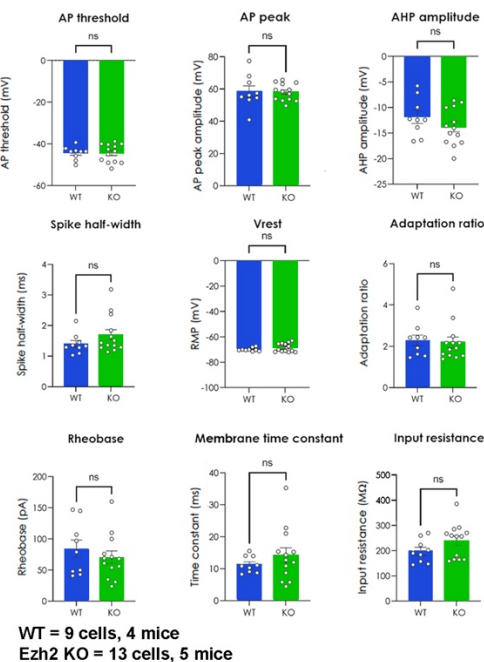 AP threshold
AP peak
AHP amplitude
ns
ns
ns
0
-20
-40
-60
AP threshold (mV)
WT KO
80
60
40
20
0
AP peak amplitude (mV)
WT KO
0
-5
-10
-15
-20
-25
AHP amplitude (mV)
WT KO
Spike half-width
Vrest
Adaptation ratio
ns
ns
ns
4
3
2
1
0
Spike half-width (ms)
WT KO
0
-20
-40
-60
-80
-100
RMP (mV)
WT KO
6
4
2
0
Adaptation ratio
WT KO
Rheobase
Membrane time constant
Input resistance
ns
ns
ns
200
150
100
50
0
Rheobase (pA)
WT KO
40
30
20
10
0
Time constant (ms)
WT KO
500
400
300
200
100
0
Input resistance (MΩ)
WT KO
WT = 9 cells, 4 mice
Ezh2 KO = 13 cells, 5 mice